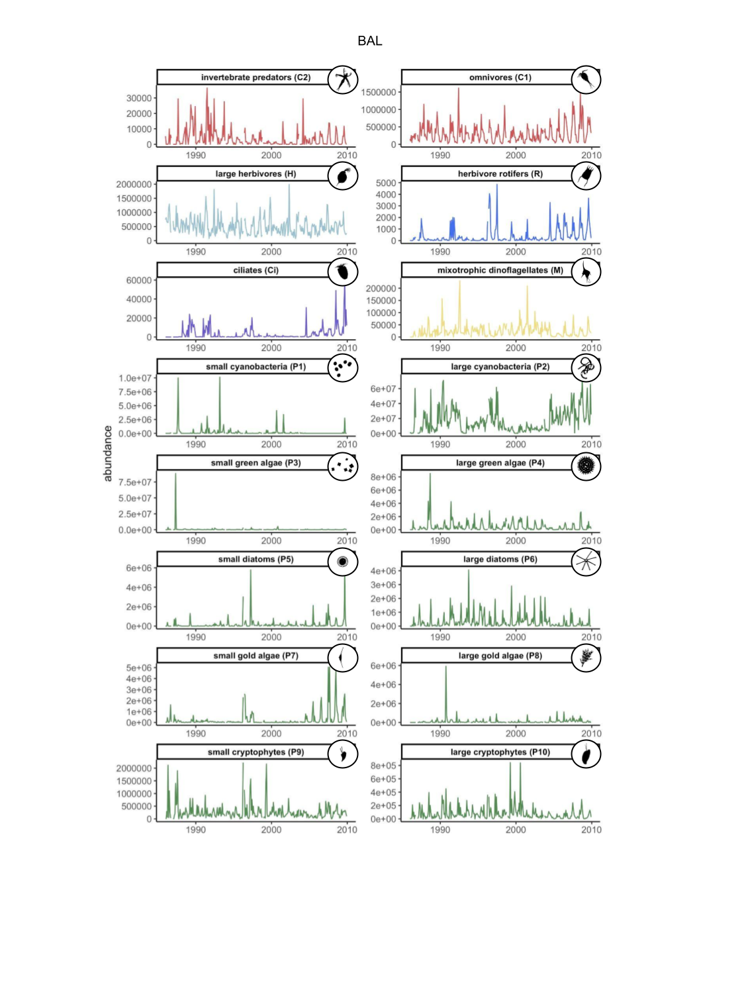 BAL
invertebrate predators (C2)
omnivores (C1)
30000
20000
10000
0
1990 2000 2010
1500000
1000000
500000
0
1990 2000 2010
large herbivores (H)
herbivore rotifers (R)
2000000
1500000
1000000
500000
0
1990 2000 2010
5000
4000
3000
2000
1000
0
1990 2000 2010
ciliates (Ci)
mixotrophic dinoflagellates (M)
60000
40000
20000
0
1990 2000 2010
200000
150000
100000
50000
0
1990 2000 2010
small cyanobacteria (P1)
large cyanobacteria (P2)
1.0e+07
7.5e+06
5.0e+06
2.5e+06
0.0e+00
1990 2000 2010
6e+07
4e+07
2e+07
0e+00
1990 2000 2010
abundance
small green algae (P3)
large green algae (P4)
7.5e+07
5.0e+07
2.5e+07
0.0e+00
1990 2000 2010
8e+06
6e+06
4e+06
2e+06
0e+00
1990 2000 2010
small diatoms (P5)
large diatoms (P6)
6e+06
4e+06
2e+06
0e+00
1990 2000 2010
4e+06
3e+06
2e+06
1e+06
0e+00
1990 2000 2010
small gold algae (P7)
large gold algae (P8)
5e+06
4e+06
3e+06
2e+06
1e+06
0e+00
1990 2000 2010
6e+06
4e+06
2e+06
0e+00
1990 2000 2010
small cryptophytes (P9)
large cryptophytes (P10)
2000000
1500000
1000000
500000
0
1990 2000 2010
8e+05
6e+05
4e+05
2e+05
0e+00
1990 2000 2010